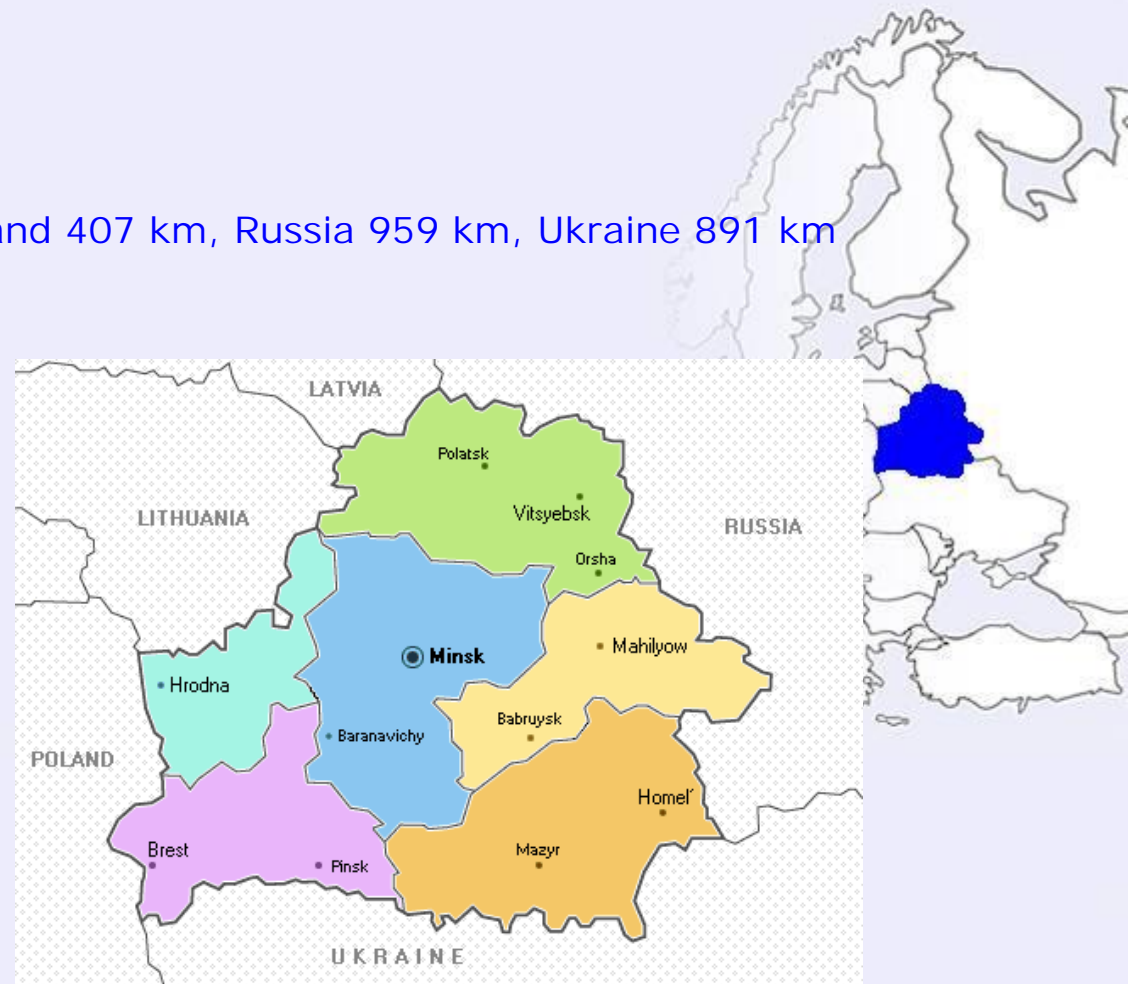 and 407 km, Russia 959 km, Ukraine 891 km
LATVIA
Polatsk
LITHUANIA
Vitsyebsk
RUSSIA
Orsha
Minsk
Mahilyow
Hrodna
Babruysk
Baranavichy
POLAND
Homel´
Brest
Pinsk
Mazyr
UKRAINE